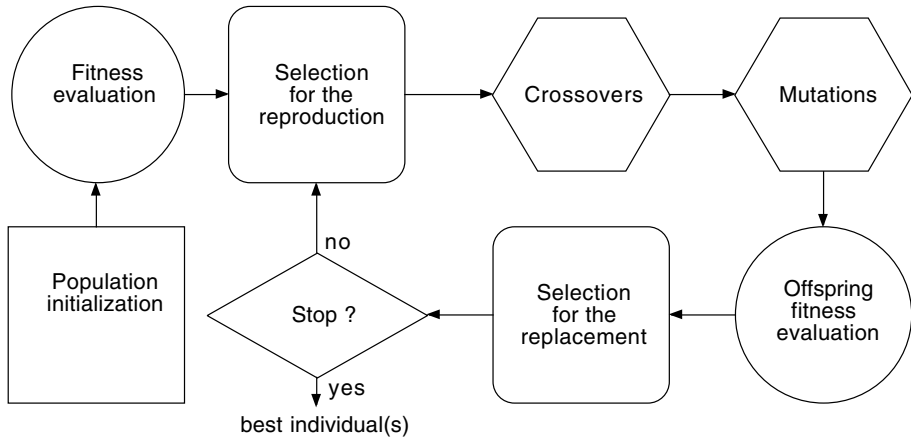 Fitness
evaluation
Selection
for the
reproduction
Crossovers
Mutations
Population
initialization
no
Stop ?
yes
best individual(s)
Selection
for the
replacement
Offspring
fitness
evaluation